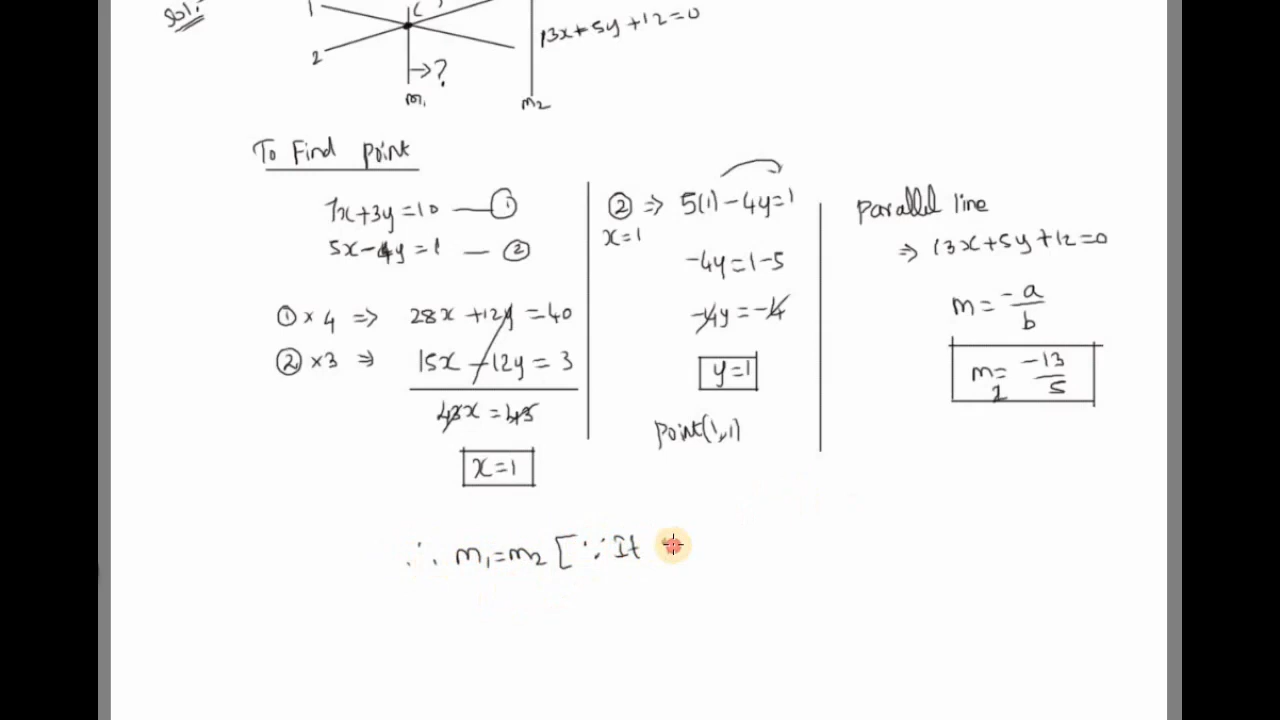 Sol:
1
2
→?
m₁
m₂
13x+5y+12=0
To Find point
7x+3y=10 —①
5x-4y=1 —②
①×4 => 28x+12y=40
②×3 => 15x-12y=3
43x=43
x=1
② => 5(1)-4y=1
x=1
-4y=1-5
-4y=-4
y=1
point(1,1)
Parallel line
=> 13x+5y+12=0
m=-a/b
m₂=-13/5
∴ m₁=m₂ [∵ It